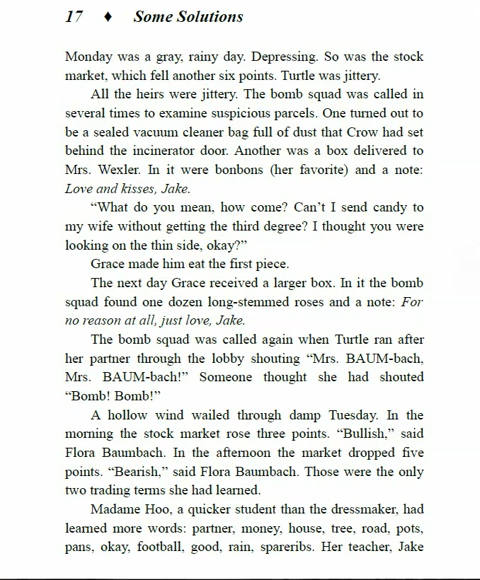 17 ♦ Some Solutions
Monday was a gray, rainy day. Depressing. So was the stock
market, which fell another six points. Turtle was jittery.
All the heirs were jittery. The bomb squad was called in
several times to examine suspicious parcels. One turned out to
be a sealed vacuum cleaner bag full of dust that Crow had set
behind the incinerator door. Another was a box delivered to
Mrs. Wexler. In it were bonbons (her favorite) and a note:
Love and kisses, Jake.
“What do you mean, how come? Can’t I send candy to
my wife without getting the third degree? I thought you were
looking on the thin side, okay?”
Grace made him eat the first piece.
The next day Grace received a larger box. In it the bomb
squad found one dozen long-stemmed roses and a note: For
no reason at all, just love, Jake.
The bomb squad was called again when Turtle ran after
her partner through the lobby shouting “Mrs. BAUM-bach,
Mrs. BAUM-bach!” Someone thought she had shouted
“Bomb! Bomb!”
A hollow wind wailed through damp Tuesday. In the
morning the stock market rose three points. “Bullish,” said
Flora Baumbach. In the afternoon the market dropped five
points. “Bearish,” said Flora Baumbach. Those were the only
two trading terms she had learned.
Madame Hoo, a quicker student than the dressmaker, had
learned more words: partner, money, house, tree, road, pots,
pans, okay, football, good, rain, spareribs. Her teacher, Jake